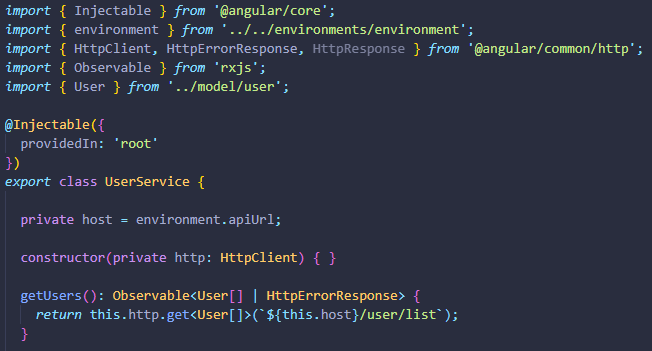 import { Injectable } from '@angular/core';
import { environment } from '../../environments/environment';
import { HttpClient, HttpErrorResponse, HttpResponse } from '@angular/common/http';
import { Observable } from 'rxjs';
import { User } from '../model/user';

@Injectable({
  providedIn: 'root'
})
export class UserService {

  private host = environment.apiUrl;

  constructor(private http: HttpClient) { }

  getUsers(): Observable<User[] | HttpErrorResponse> {
    return this.http.get<User[]>(`${this.host}/user/list`);
  }